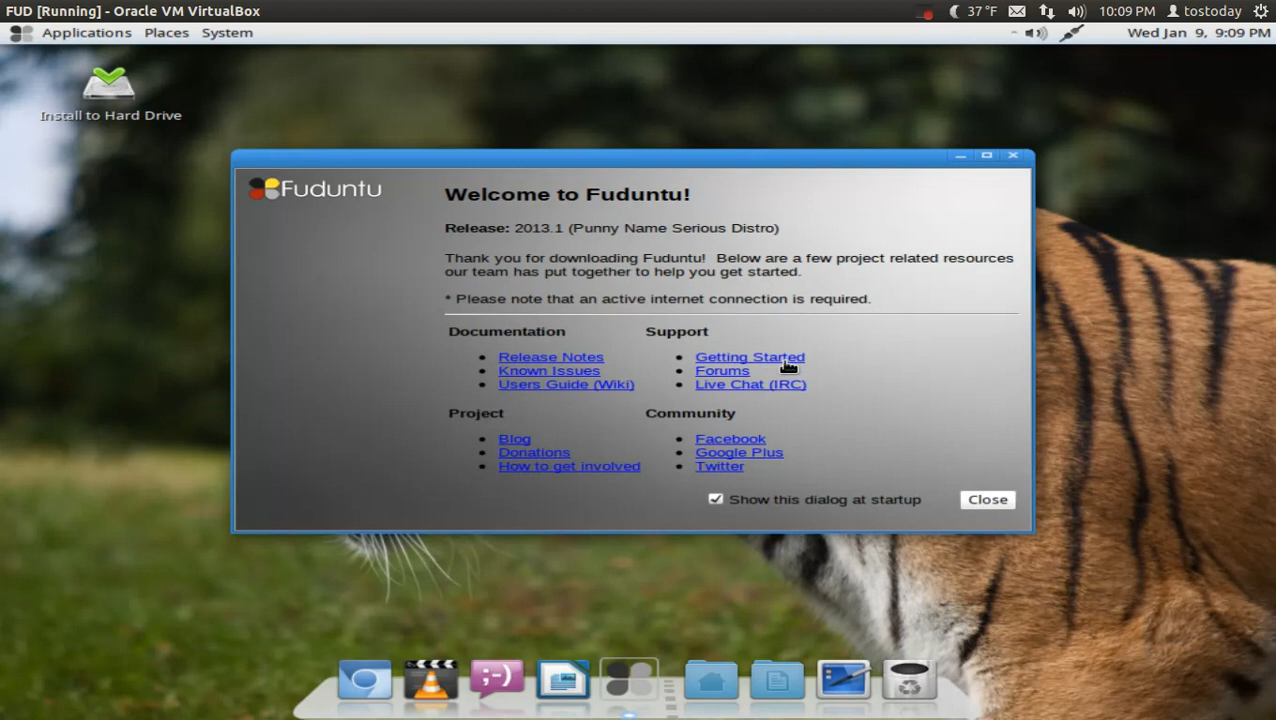 FUD [Running] - Oracle VM VirtualBox
37 °F
10:09 PM
tostoday
Applications
Places
System
Wed Jan 9, 9:09 PM
Install to Hard Drive
Fuduntu
Welcome to Fuduntu!
Release: 2013.1 (Punny Name Serious Distro)
Thank you for downloading Fuduntu! Below are a few project related resources
our team has put together to help you get started.
* Please note that an active internet connection is required.
Documentation
Release Notes
Known Issues
Users Guide (Wiki)
Support
Getting Started
Forums
Live Chat (IRC)
Project
Blog
Donations
How to get involved
Community
Facebook
Google Plus
Twitter
Show this dialog at startup
Close
;-)